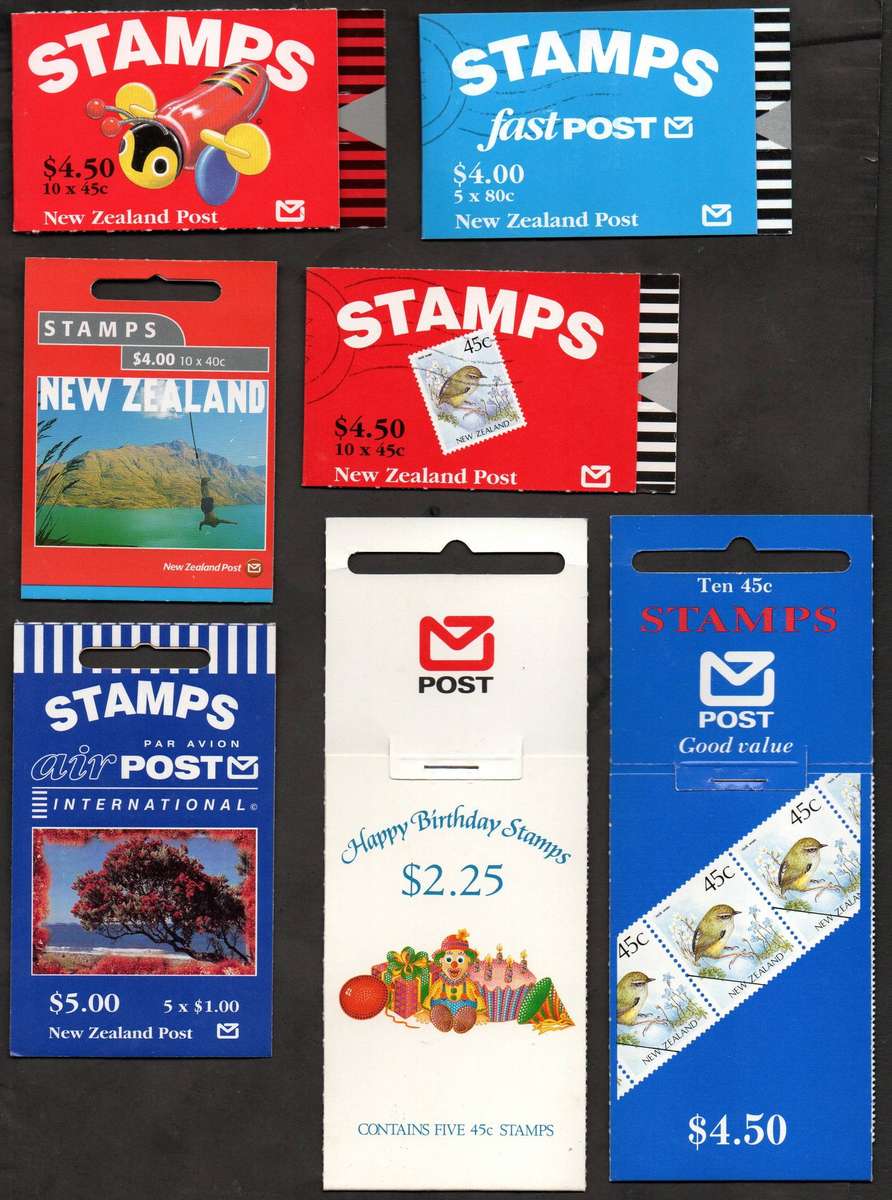 STAMPS
$4.50
10 x 45c
New Zealand Post
STAMPS
fastPOST
$4.00
5 x 80c
New Zealand Post
STAMPS
$4.00 10 x 40c
NEW ZEALAND
New Zealand Post
STAMPS
45c
NEW ZEALAND
$4.50
10 x 45c
New Zealand Post
STAMPS
PAR AVION
air POST
INTERNATIONAL©
$5.00 5 x $1.00
New Zealand Post
POST
Happy Birthday Stamps
$2.25
CONTAINS FIVE 45c STAMPS
Ten 45c
STAMPS
POST
Good value
45c
NEW ZEALAN
45c
NEW ZEALAND
45c
NEW ZEALAND
$4.50